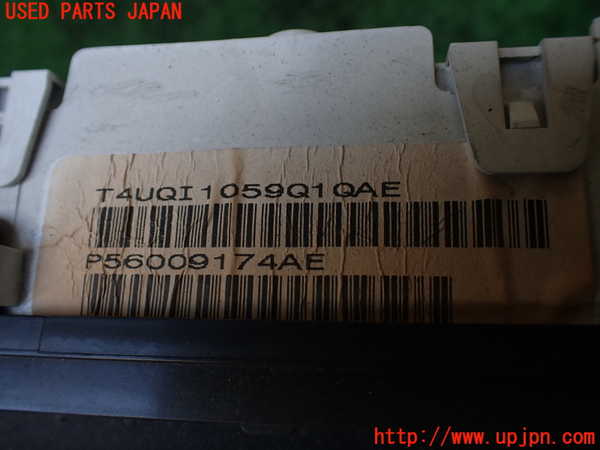 USED PARTS JAPAN
T4UQI1059Q1QAE
P56009174AE
http://www.upjpn.com/